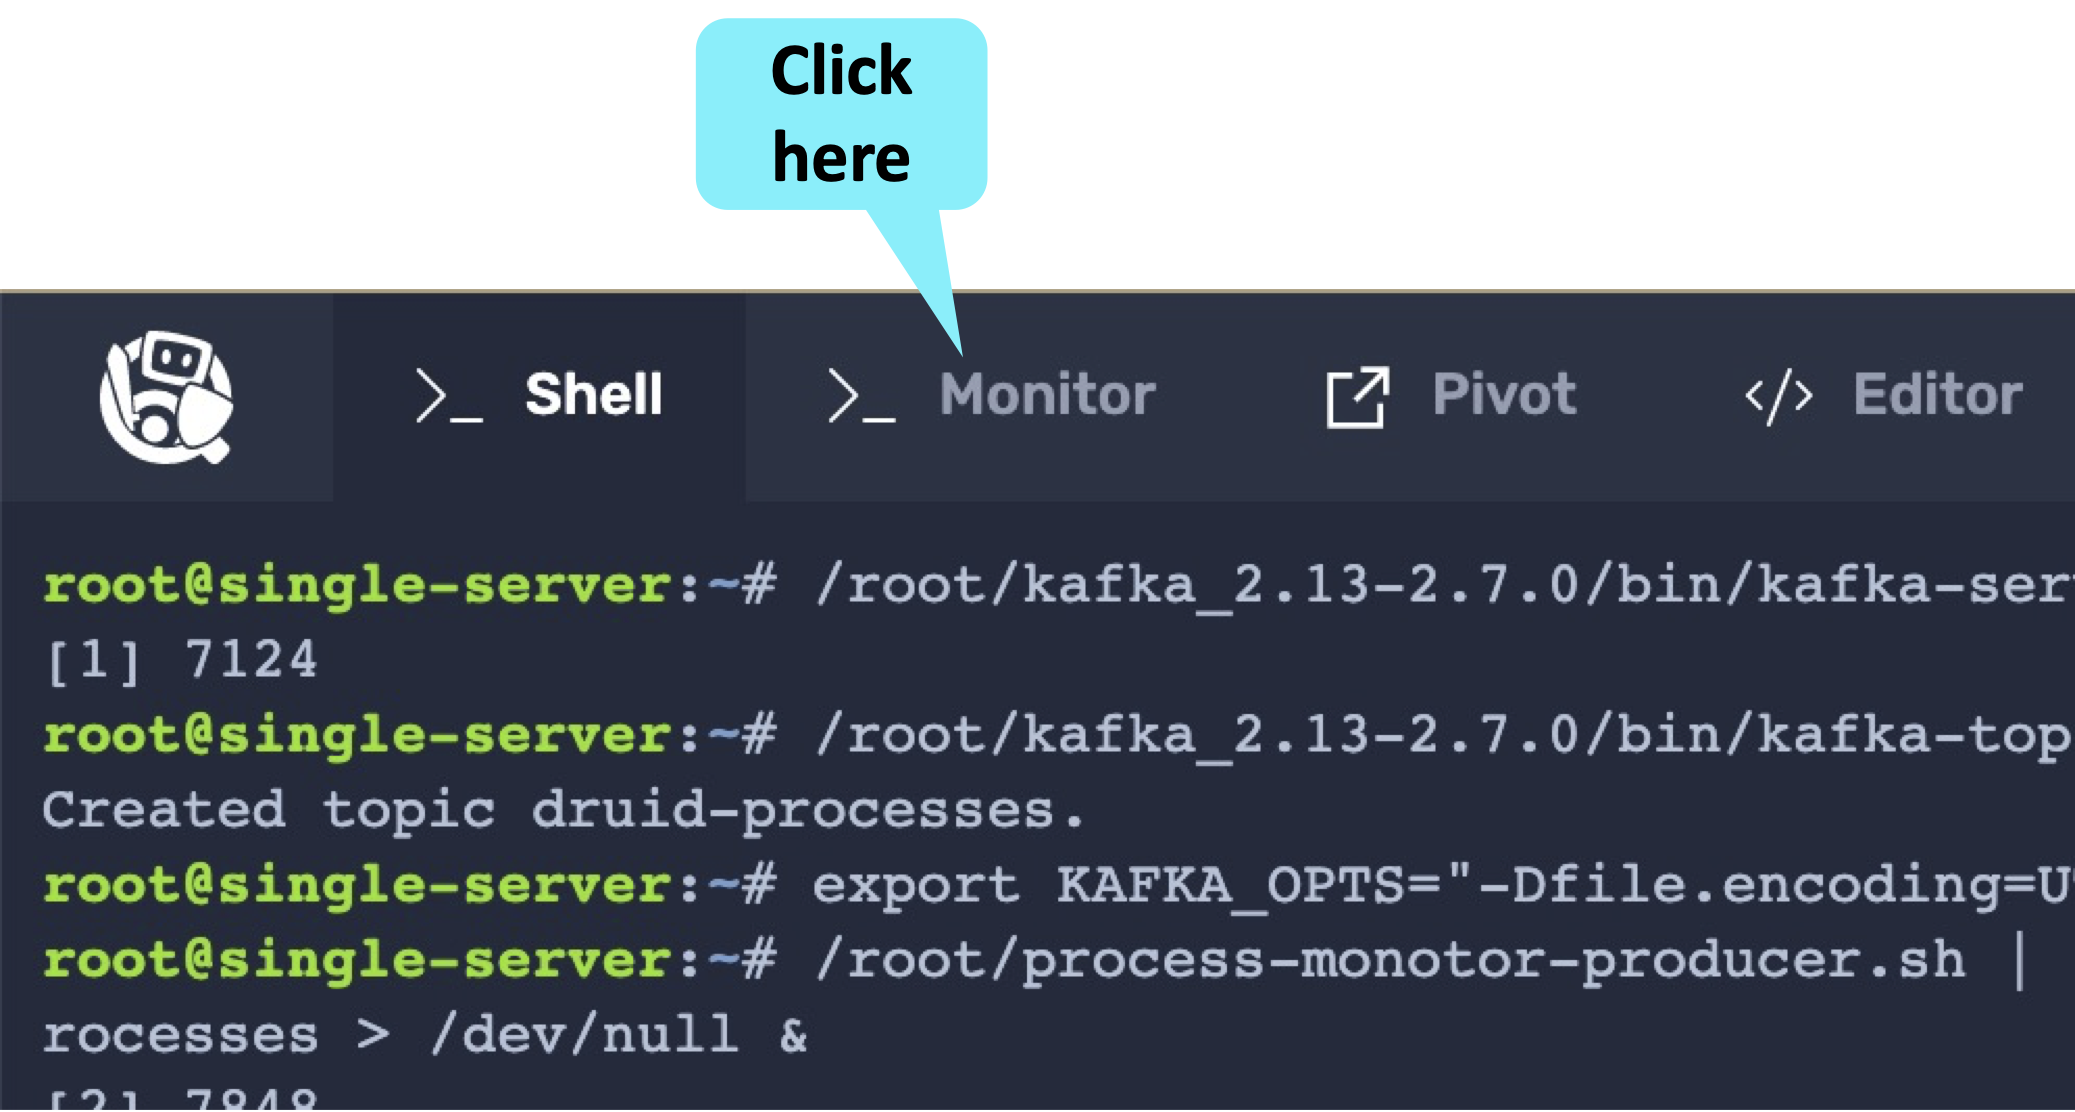 Click
here
>_ Shell >_ Monitor Pivot </> Editor
root@single-server:~# /root/kafka_2.13-2.7.0/bin/kafka-ser
[1] 7124
root@single-server:~# /root/kafka_2.13-2.7.0/bin/kafka-top
Created topic druid-processes.
root@single-server:~# export KAFKA_OPTS="-Dfile.encoding=U
root@single-server:~# /root/process-monotor-producer.sh |
rocesses > /dev/null &
[2] 7848